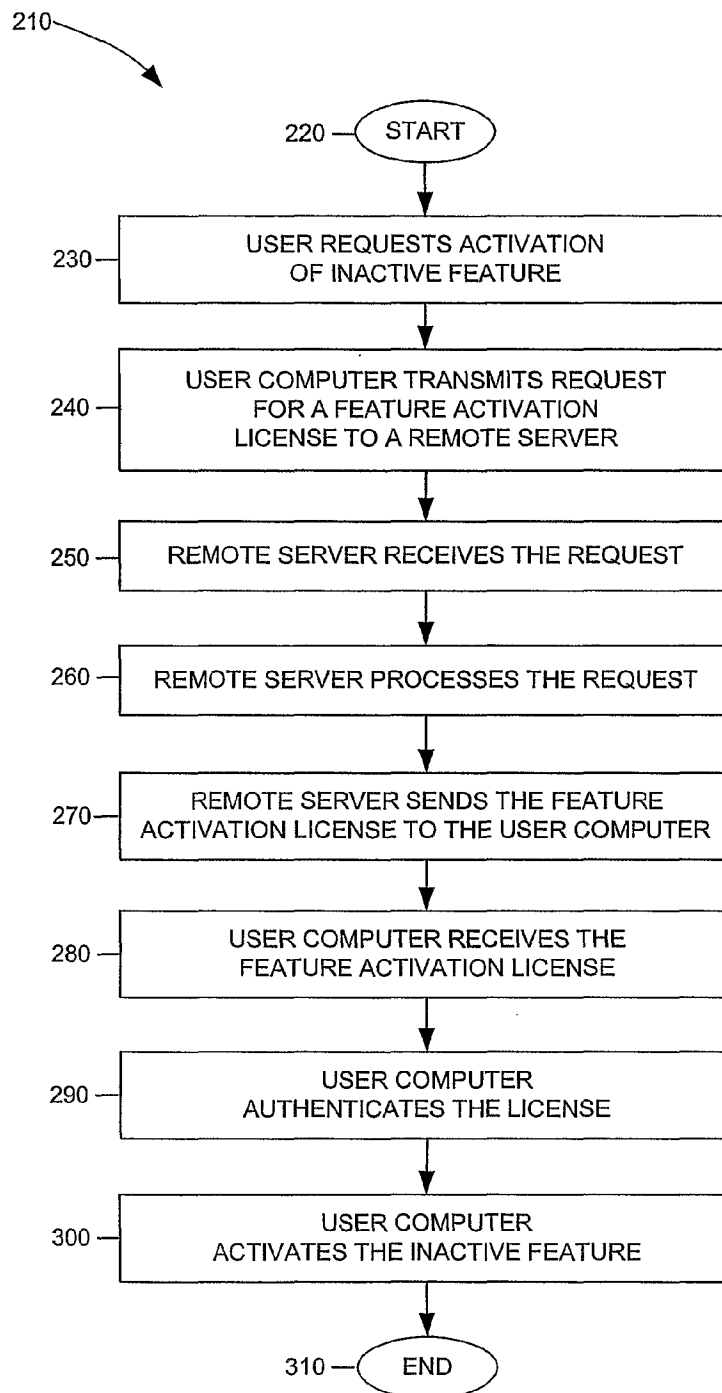 210
220
START
230
USER REQUESTS ACTIVATION
OF INACTIVE FEATURE
240
USER COMPUTER TRANSMITS REQUEST
FOR A FEATURE ACTIVATION
LICENSE TO A REMOTE SERVER
250
REMOTE SERVER RECEIVES THE REQUEST
260
REMOTE SERVER PROCESSES THE REQUEST
270
REMOTE SERVER SENDS THE FEATURE
ACTIVATION LICENSE TO THE USER COMPUTER
280
USER COMPUTER RECEIVES THE
FEATURE ACTIVATION LICENSE
290
USER COMPUTER
AUTHENTICATES THE LICENSE
300
USER COMPUTER
ACTIVATES THE INACTIVE FEATURE
310
END